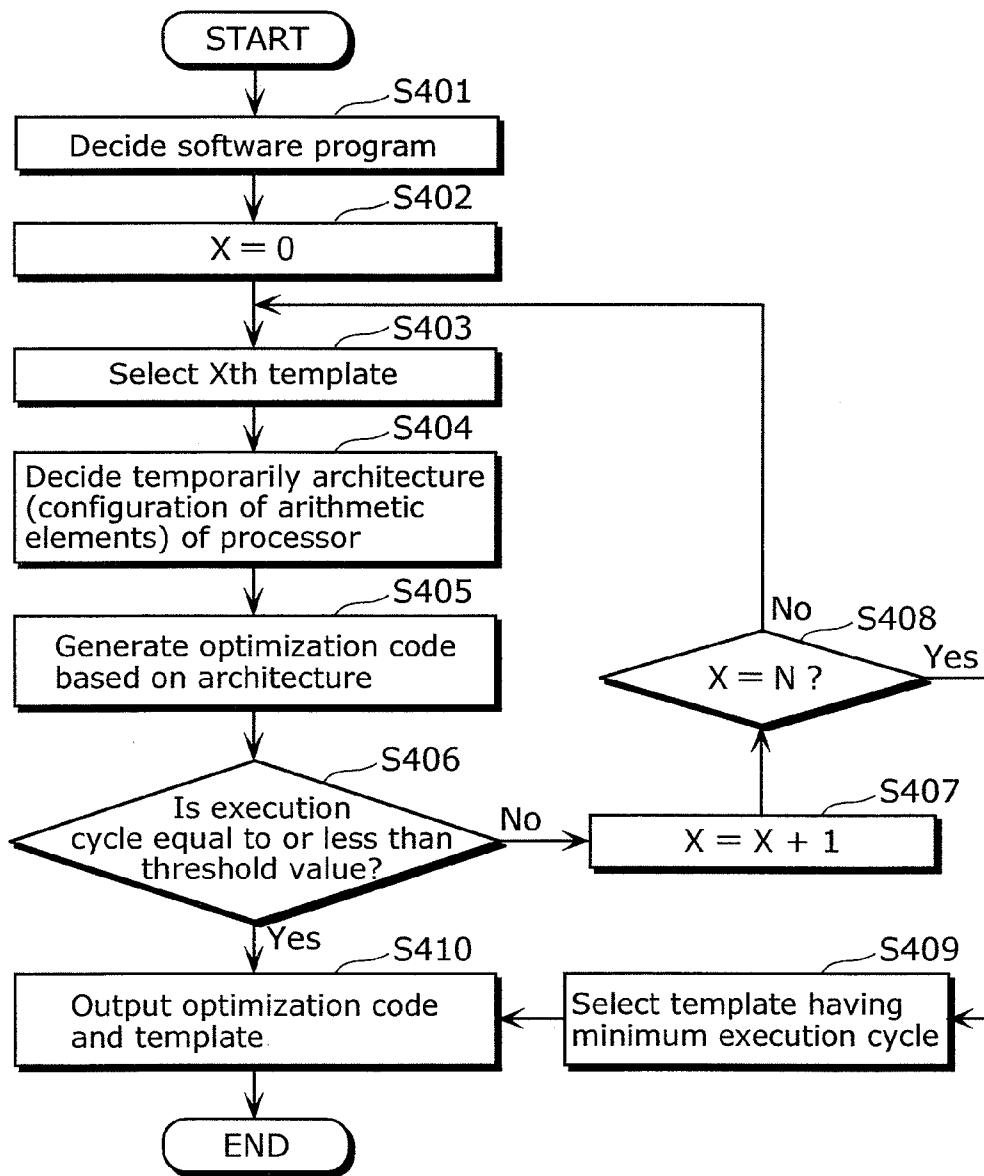 START
S401
Decide software program
S402
X = 0
S403
Select Xth template
S404
Decide temporarily architecture
(configuration of arithmetic
elements) of processor
S405
Generate optimization code
based on architecture
S406
Is execution
cycle equal to or less than
threshold value?
No
Yes
S407
X = X + 1
S408
X = N ?
No
Yes
S409
Select template having
minimum execution cycle
S410
Output optimization code
and template
END